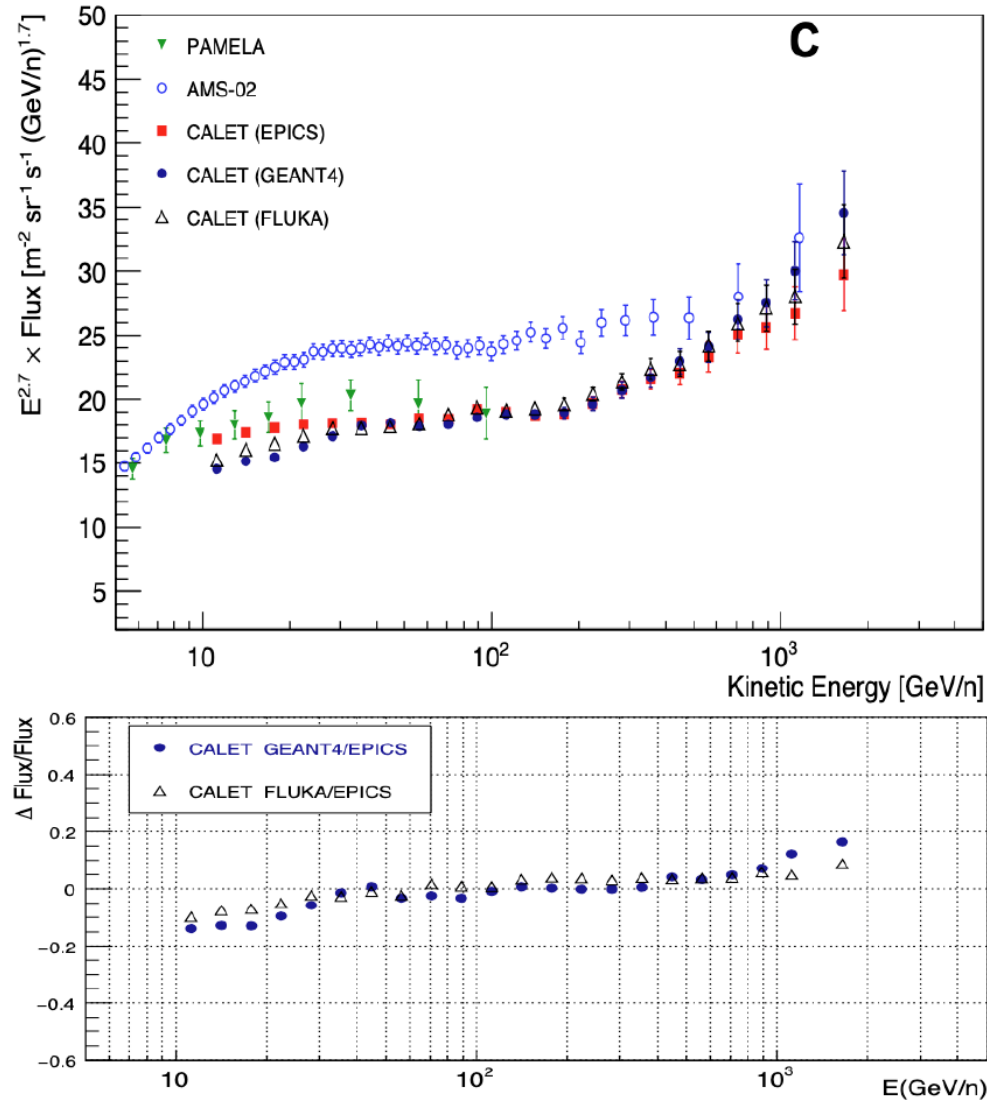 E^2.7 × Flux [m^-2 sr^-1 s^-1 (GeV/n)^1.7]
50
45
40
35
30
25
20
15
10
5
C
PAMELA
AMS-02
CALET (EPICS)
CALET (GEANT4)
CALET (FLUKA)
10
10^2
10^3
Kinetic Energy [GeV/n]
Δ Flux/Flux
0.6
0.4
0.2
0
−0.2
−0.4
−0.6
CALET GEANT4/EPICS
CALET FLUKA/EPICS
10
10^2
10^3
E(GeV/n)